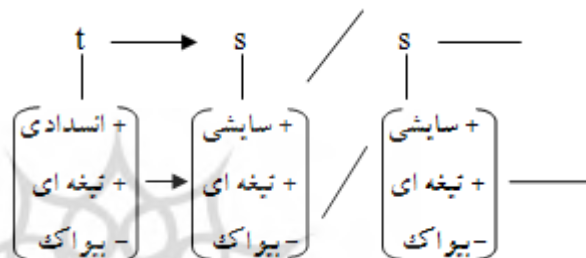 t → s / s —
+ انسدادی + سایشی + سایشی
+ تیغه ای → + تیغه ای / + تیغه ای —
- بیواک - بیواک - بیواک